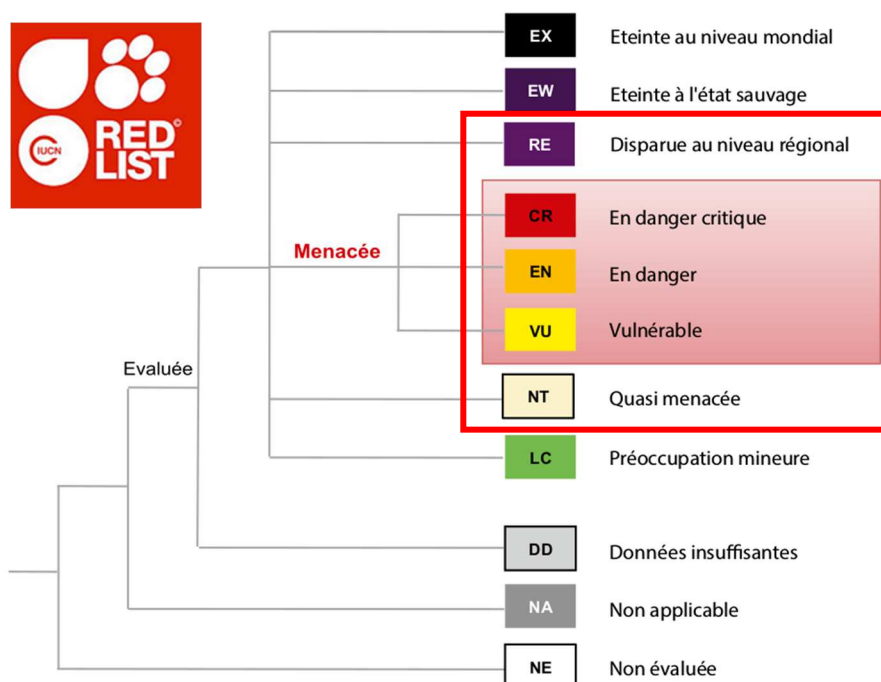 RED
LIST
©
IUCN
EX Eteinte au niveau mondial
EW Eteinte à l'état sauvage
RE Disparue au niveau régional
CR En danger critique
Menacée
EN En danger
VU Vulnérable
Evaluée
NT Quasi menacée
LC Préoccupation mineure
DD Données insuffisantes
NA Non applicable
NE Non évaluée